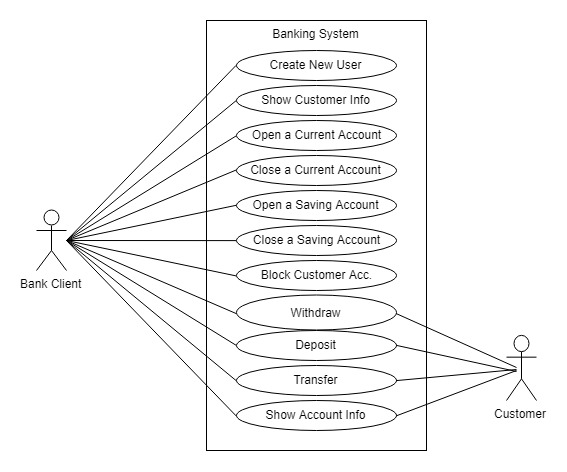 Banking System
Create New User
Show Customer Info
Open a Current Account
Close a Current Account
Open a Saving Account
Close a Saving Account
Block Customer Acc.
Bank Client
Withdraw
Deposit
Transfer
Show Account Info
Customer